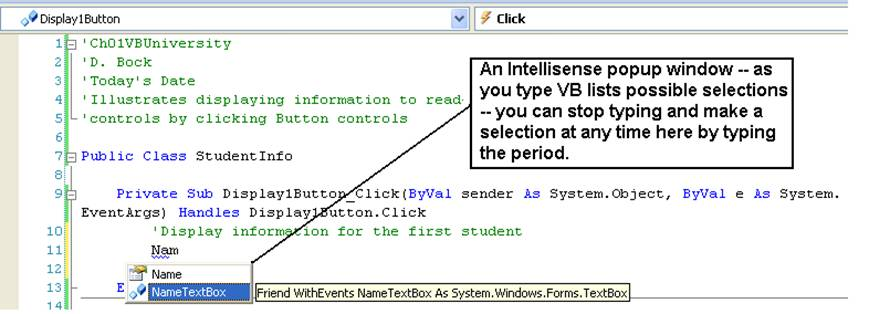 Display1Button
Click
1 'Ch01VBUniversity
2 'D. Bock
3 'Today's Date
4 'Illustrates displaying information to read
5 'controls by clicking Button controls
6
7 Public Class StudentInfo
8
9 Private Sub Display1Button_Click(ByVal sender As System.Object, ByVal e As System.
EventArgs) Handles Display1Button.Click
10 'Display information for the first student
11 Nam
12
13 E
14
Name
NameTextBox
Friend WithEvents NameTextBox As System.Windows.Forms.TextBox
An Intellisense popup window -- as
you type VB lists possible selections
-- you can stop typing and make a
selection at any time here by typing
the period.